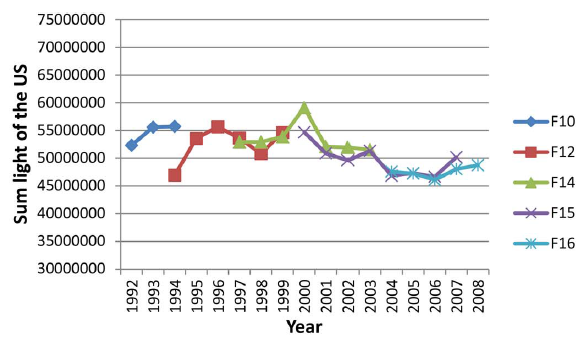 75000000
70000000
65000000
60000000
55000000
50000000
45000000
40000000
35000000
30000000
Sum light of the US
1992 1993 1994 1995 1996 1997 1998 1999 2000 2001 2002 2003 2004 2005 2006 2007 2008
Year
F10
F12
F14
F15
F16